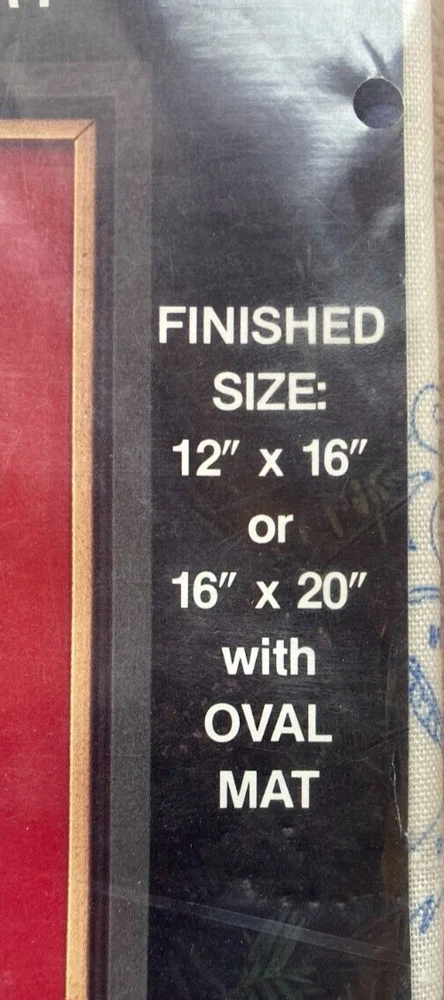 FINISHED
SIZE:
12" x 16"
or
16" x 20"
with
OVAL
MAT